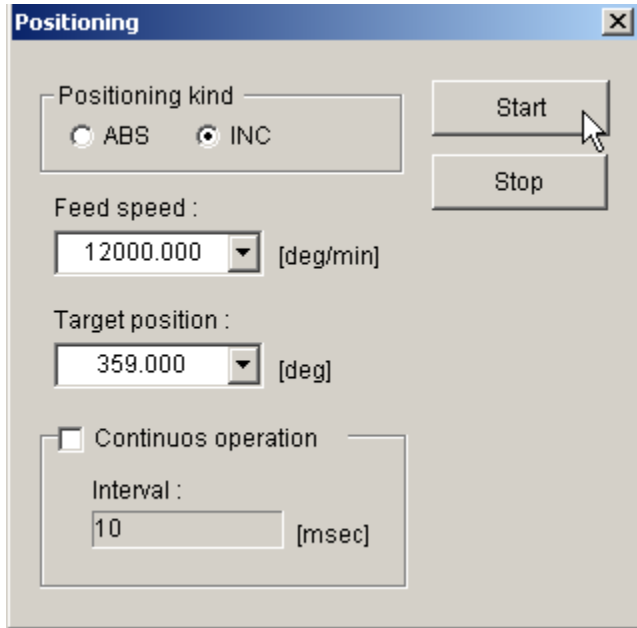 Positioning
Positioning kind
ABS INC
Start
Stop
Feed speed :
12000.000 [deg/min]
Target position :
359.000 [deg]
Continuos operation
Interval :
10 [msec]